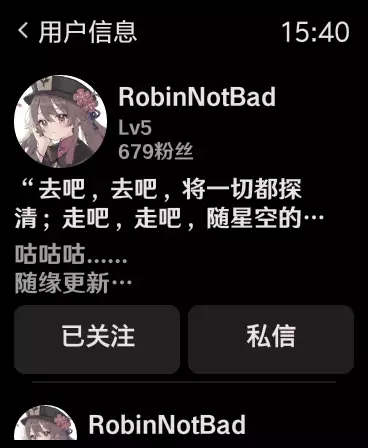 用户信息
15:40
RobinNotBad
Lv5
679粉丝
“去吧，去吧，将一切都探
清；走吧，走吧，随星空的…
咕咕咕......
随缘更新…
已关注
私信
RobinNotBad